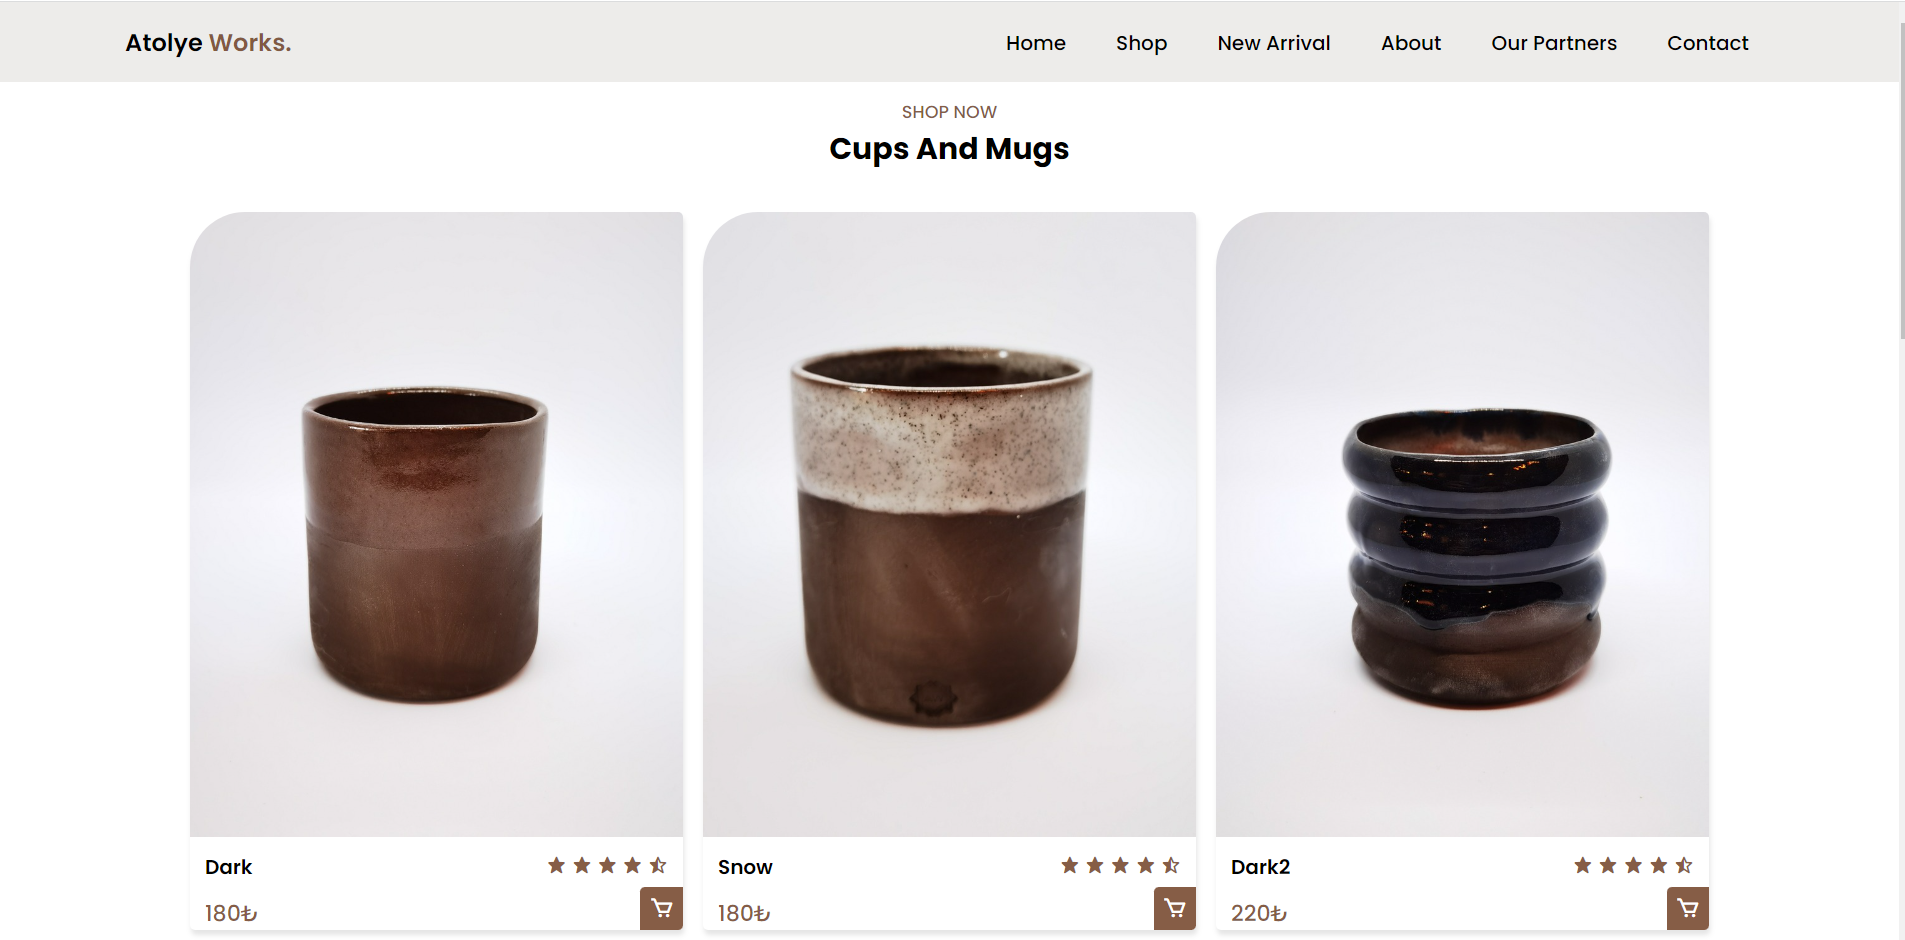 Atolye Works.
Home Shop New Arrival About Our Partners Contact
SHOP NOW
Cups And Mugs
Dark
180₺
Snow
180₺
Dark2
220₺